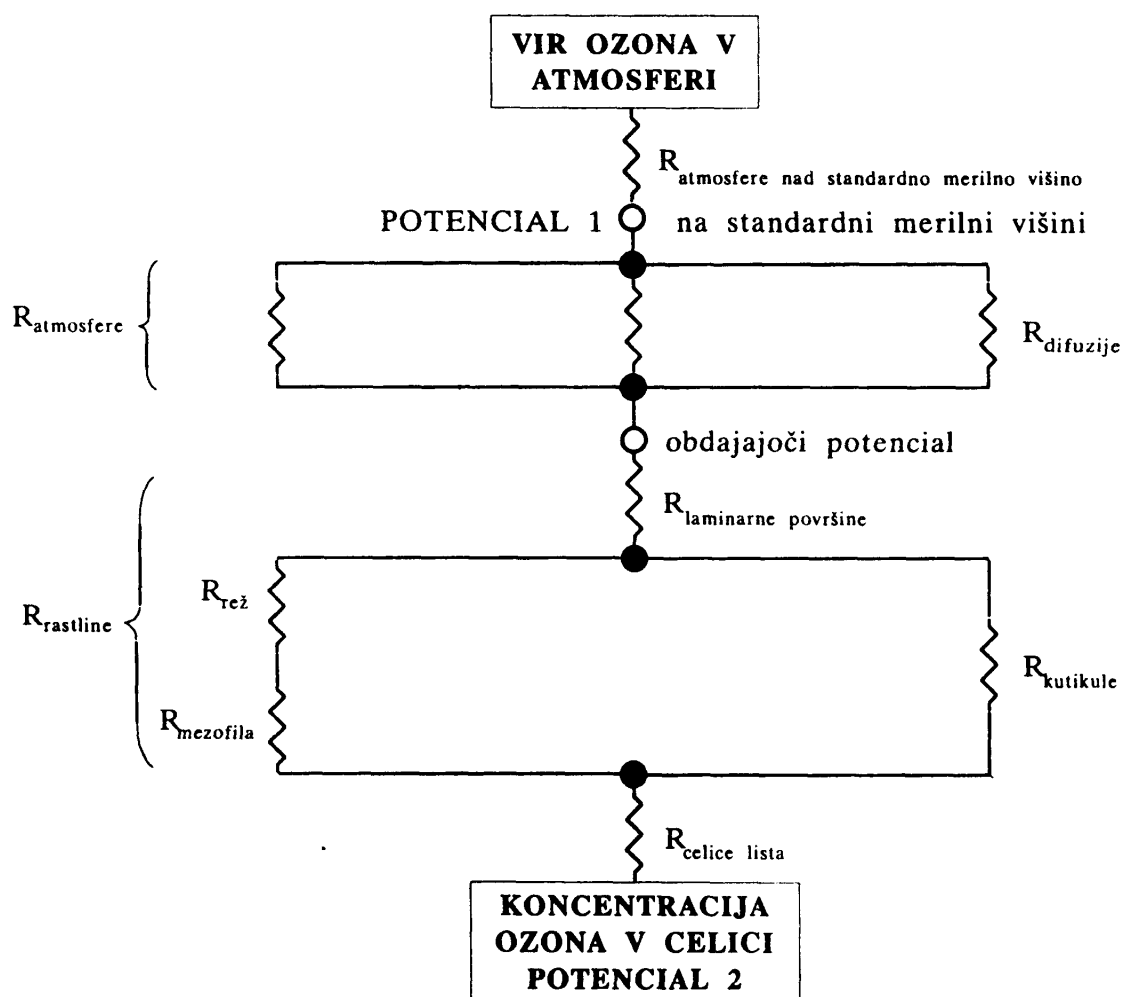 VIR OZONA V
ATMOSFERI
R atmosfere nad standardno merilno višino
POTENCIAL 1 na standardni merilni višini
R atmosfere
R difuzije
obdajajoči potencial
R laminarne površine
R rež
R rastline
R kutikule
R mezofila
R celice lista
KONCENTRACIJA
OZONA V CELICI
POTENCIAL 2